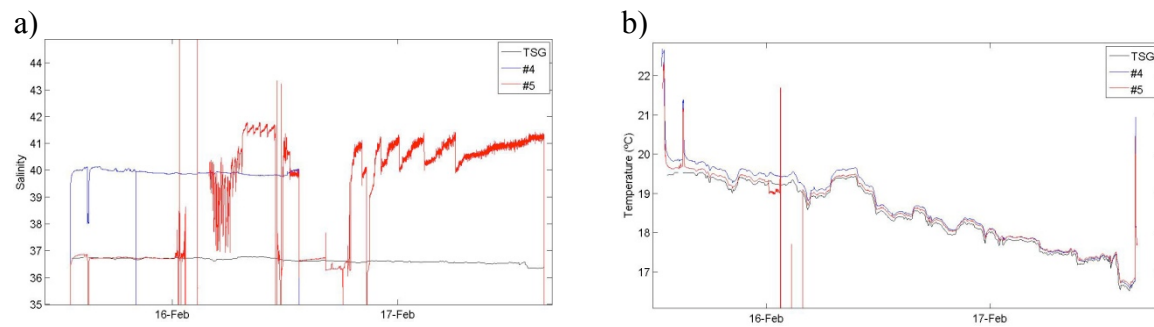 a)
44
43
42
41
40
39
38
37
36
35
Salinity
16-Feb
17-Feb
TSG
#4
#5
b)
22
21
20
19
18
17
Temperature (ºC)
16-Feb
17-Feb
TSG
#4
#5